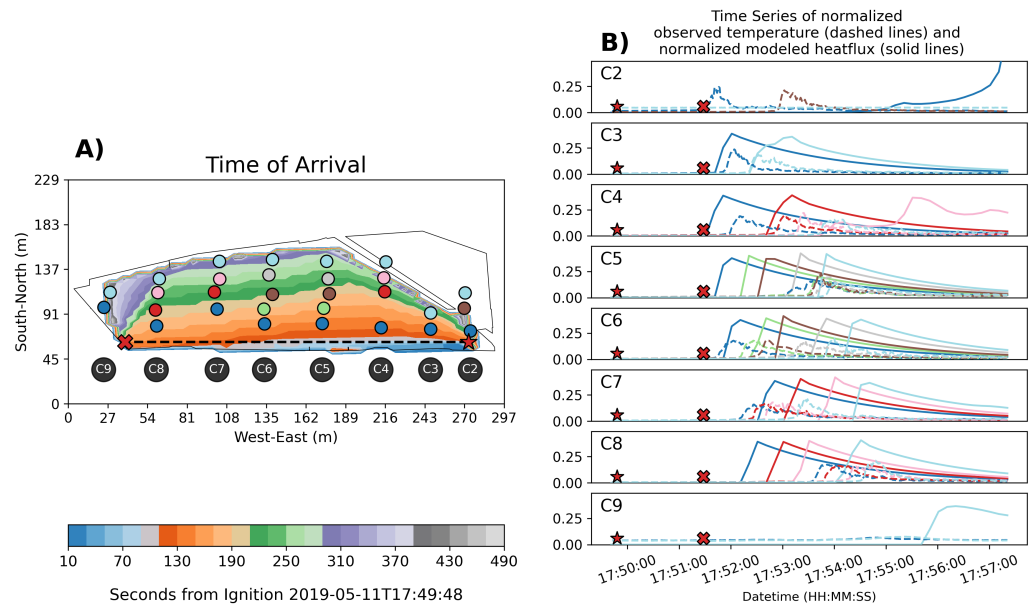 A)
Time of Arrival
229
183
137
91
45
0
South-North (m)
C9
C8
C7
C6
C5
C4
C3
C2
0
27
54
81
108
135
162
189
216
243
270
297
West-East (m)
10
70
130
190
250
310
370
430
490
Seconds from Ignition 2019-05-11T17:49:48
B)
Time Series of normalized
observed temperature (dashed lines) and
normalized modeled heatflux (solid lines)
C2
0.25
0.00
C3
0.25
0.00
C4
0.25
0.00
C5
0.25
0.00
C6
0.25
0.00
C7
0.25
0.00
C8
0.25
0.00
C9
0.25
0.00
17:50:00
17:51:00
17:52:00
17:53:00
17:54:00
17:55:00
17:56:00
17:57:00
Datetime (HH:MM:SS)